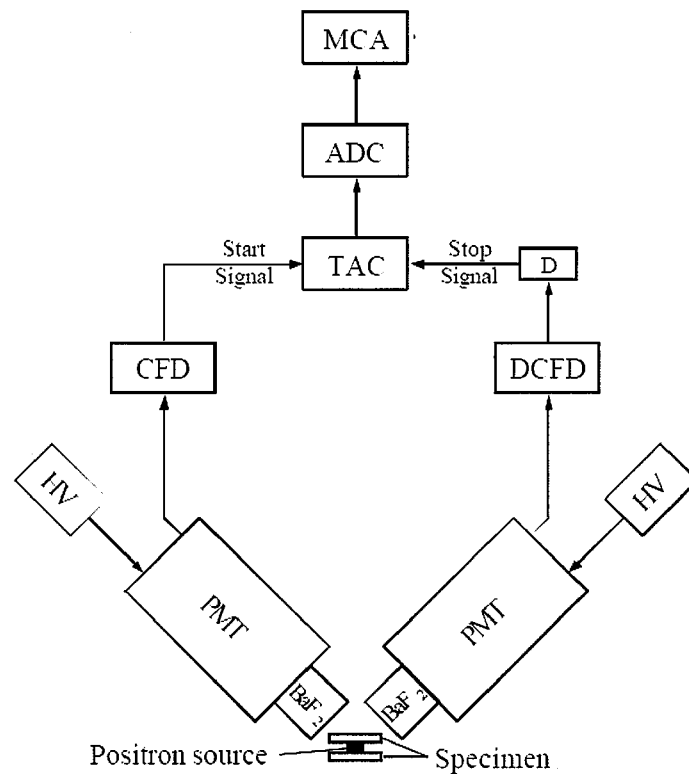 MCA
ADC
Start
Signal
TAC
Stop
Signal
D
CFD
DCFD
HV
HV
PMT
PMT
BaF2
BaF2
Positron source
Specimen